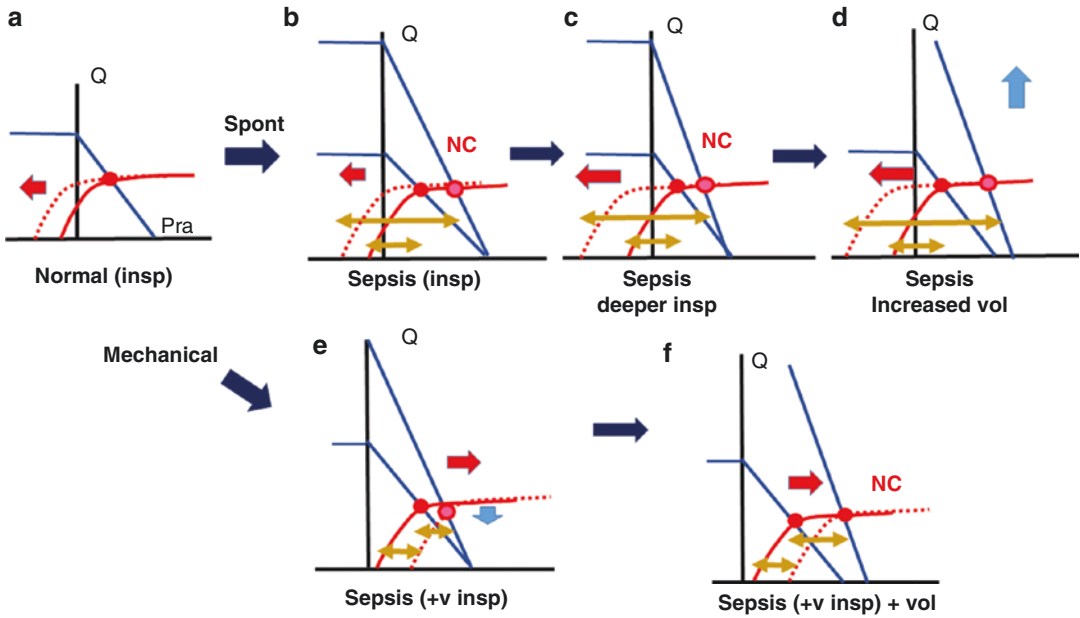 a
Q
Pra
Normal (insp)
Spont
b
Q
NC
Sepsis (insp)
c
Q
NC
Sepsis
deeper insp
d
Q
Sepsis
Increased vol
Mechanical
e
Q
Sepsis (+v insp)
f
Q
NC
Sepsis (+v insp) + vol